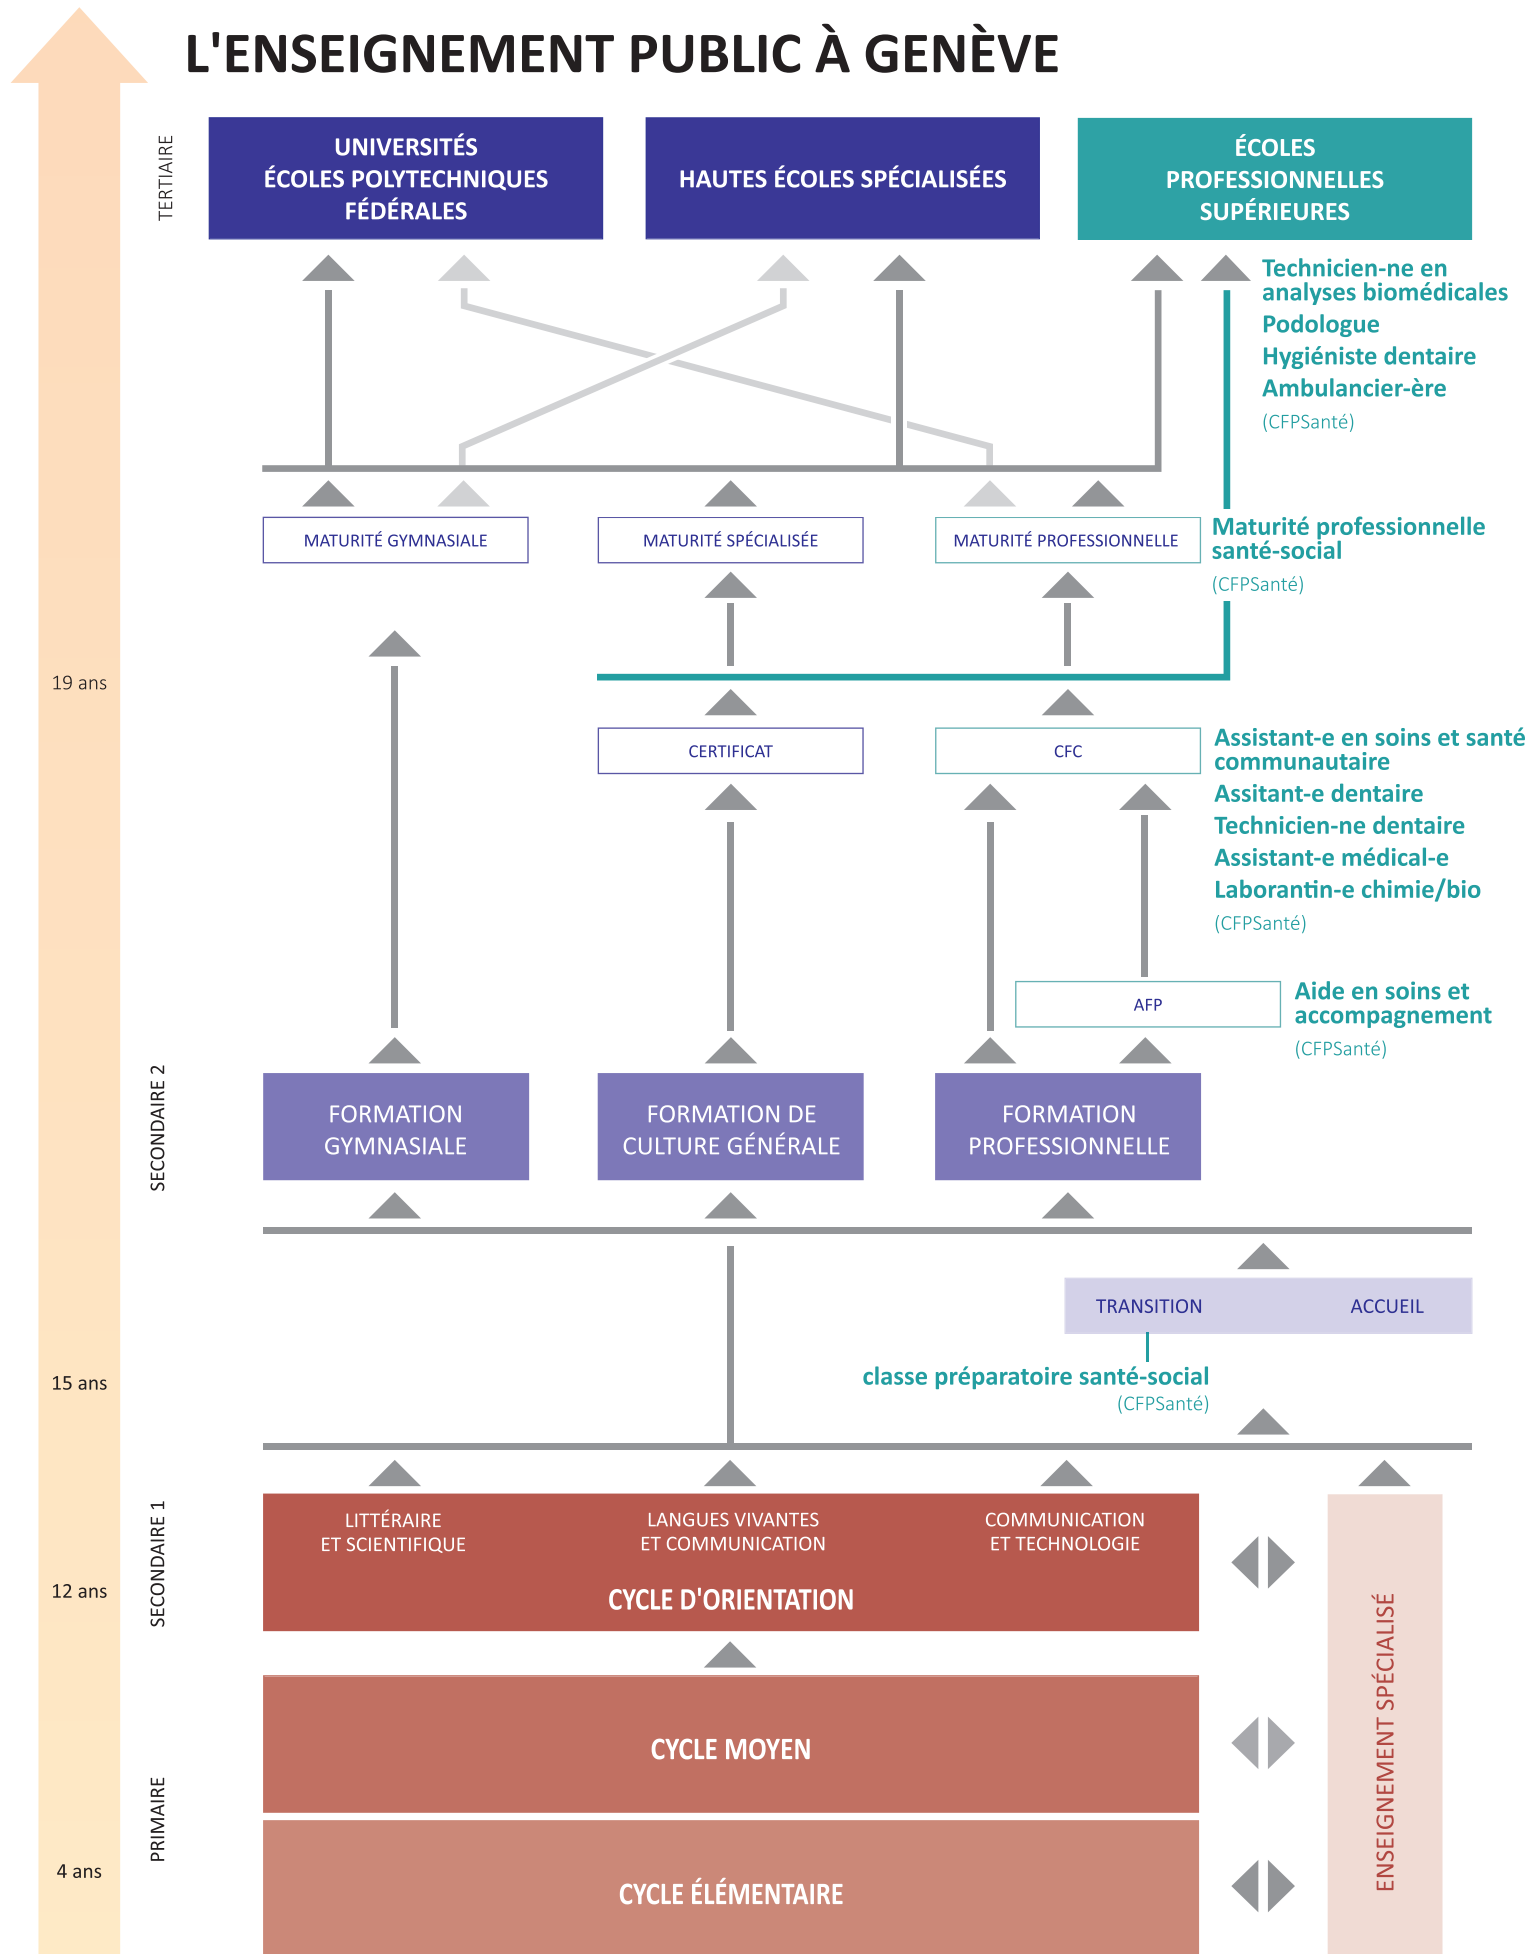 L'ENSEIGNEMENT PUBLIC À GENÈVE
TERTIAIRE
UNIVERSITÉS
ÉCOLES POLYTECHNIQUES
FÉDÉRALES
HAUTES ÉCOLES SPÉCIALISÉES
ÉCOLES
PROFESSIONNELLES
SUPÉRIEURES
Technicien-ne en
analyses biomédicales
Podologue
Hygiéniste dentaire
Ambulancier-ère
(CFPSanté)
MATURITÉ GYMNASIALE
MATURITÉ SPÉCIALISÉE
MATURITÉ PROFESSIONNELLE
Maturité professionnelle
santé-social
(CFPSanté)
19 ans
CERTIFICAT
CFC
Assistant-e en soins et santé
communautaire
Assitant-e dentaire
Technicien-ne dentaire
Assistant-e médical-e
Laborantin-e chimie/bio
(CFPSanté)
AFP
Aide en soins et
accompagnement
(CFPSanté)
SECONDAIRE 2
FORMATION
GYMNASIALE
FORMATION DE
CULTURE GÉNÉRALE
FORMATION
PROFESSIONNELLE
TRANSITION
ACCUEIL
classe préparatoire santé-social
(CFPSanté)
15 ans
SECONDAIRE 1
LITTÉRAIRE
ET SCIENTIFIQUE
LANGUES VIVANTES
ET COMMUNICATION
COMMUNICATION
ET TECHNOLOGIE
CYCLE D'ORIENTATION
12 ans
ENSEIGNEMENT SPÉCIALISÉ
CYCLE MOYEN
PRIMAIRE
4 ans
CYCLE ÉLÉMENTAIRE